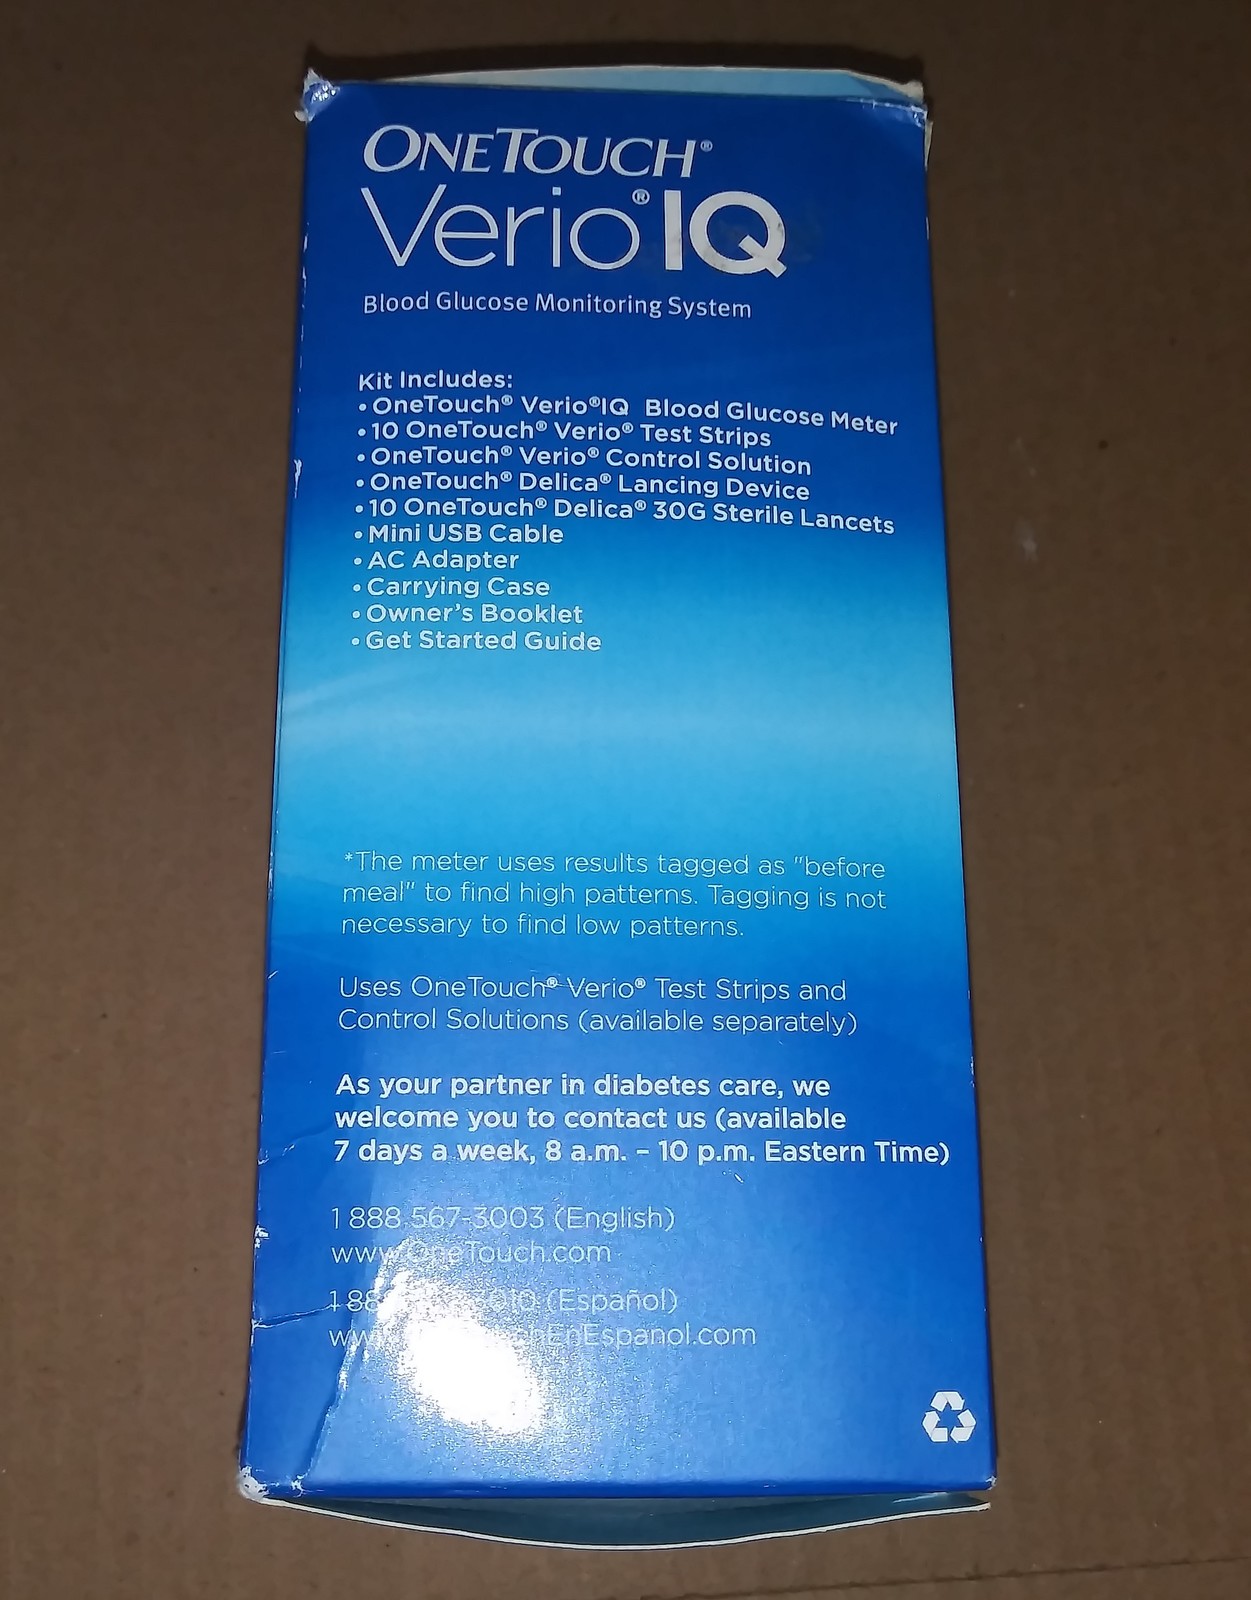 ONETOUCH®
Verio®IQ
Blood Glucose Monitoring System
Kit Includes:
• OneTouch® Verio®IQ Blood Glucose Meter
• 10 OneTouch® Verio® Test Strips
• OneTouch® Verio® Control Solution
• OneTouch® Delica® Lancing Device
• 10 OneTouch® Delica® 30G Sterile Lancets
• Mini USB Cable
• AC Adapter
• Carrying Case
• Owner's Booklet
• Get Started Guide
*The meter uses results tagged as "before
meal" to find high patterns. Tagging is not
necessary to find low patterns.
Uses OneTouch® Verio® Test Strips and
Control Solutions (available separately)
As your partner in diabetes care, we
welcome you to contact us (available
7 days a week, 8 a.m. – 10 p.m. Eastern Time)
1 888 567-3003 (English)
www.OneTouch.com
(Español)